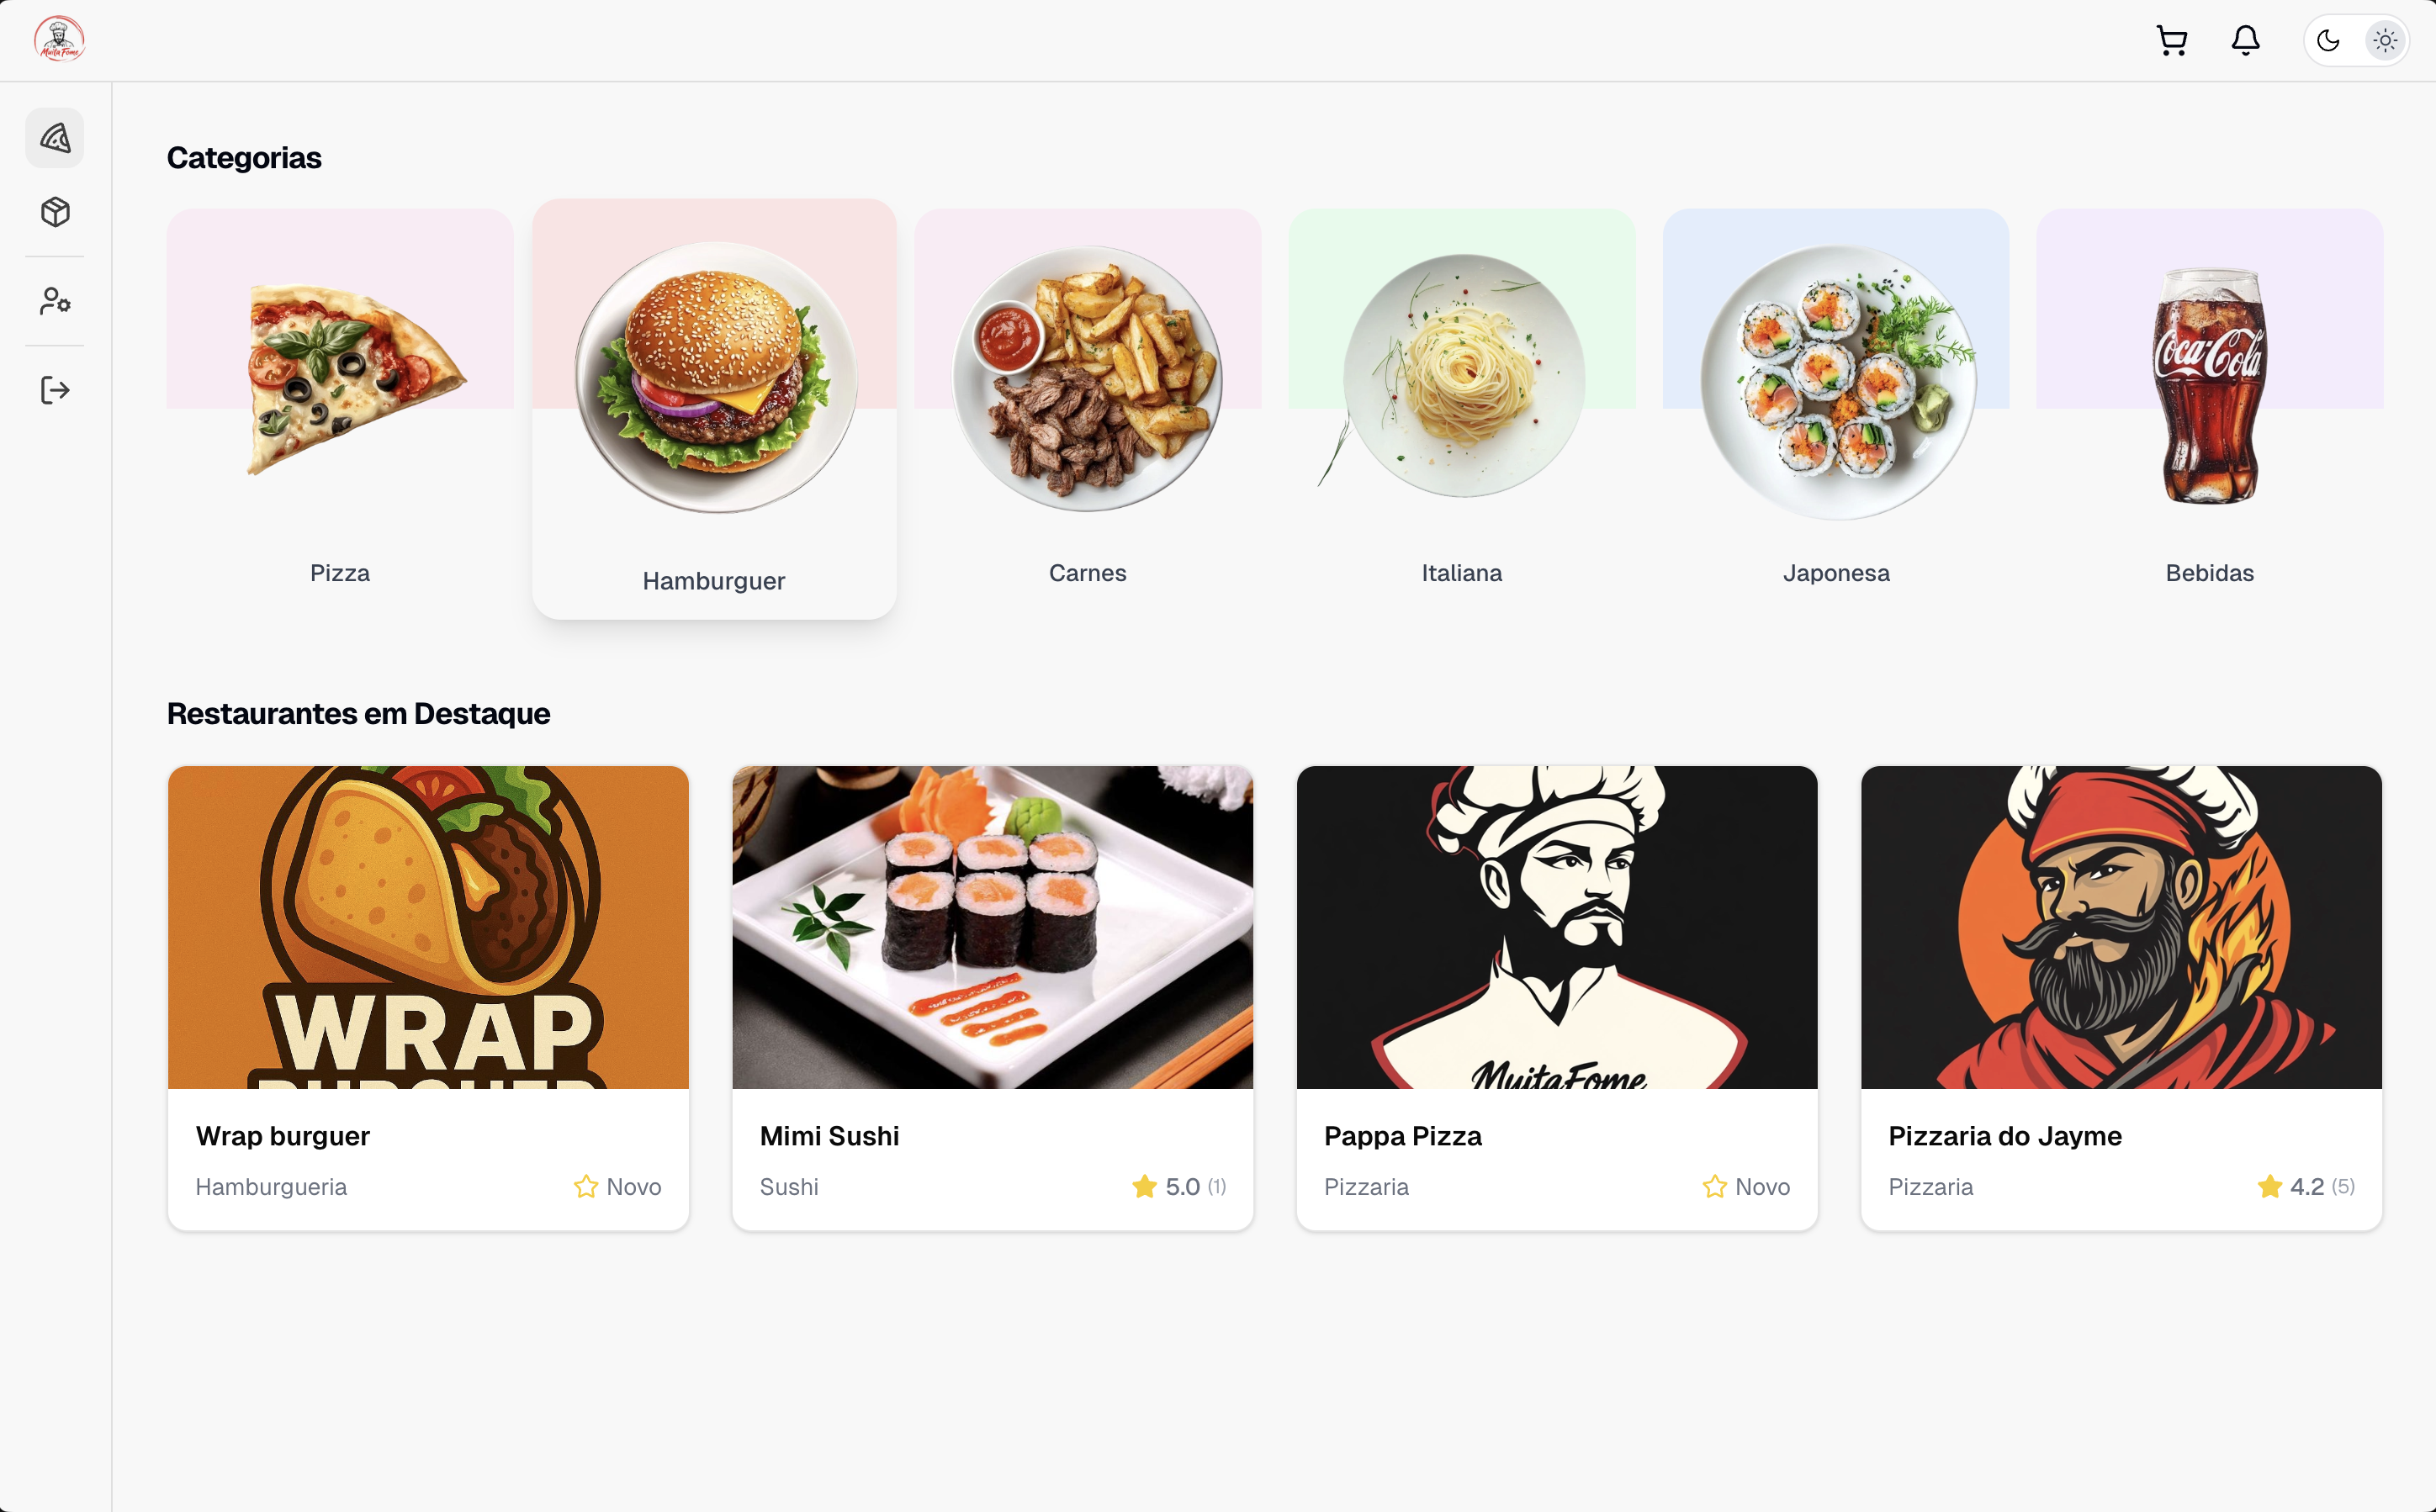 Muita Fome
Categorias
Coca-Cola
Pizza
Hamburguer
Carnes
Italiana
Japonesa
Bebidas
Restaurantes em Destaque
WRAP
BURGUER
MuitaFome
Wrap burguer
Mimi Sushi
Pappa Pizza
Pizzaria do Jayme
Hamburgueria
Novo
Sushi
5.0 (1)
Pizzaria
Novo
Pizzaria
4.2 (5)